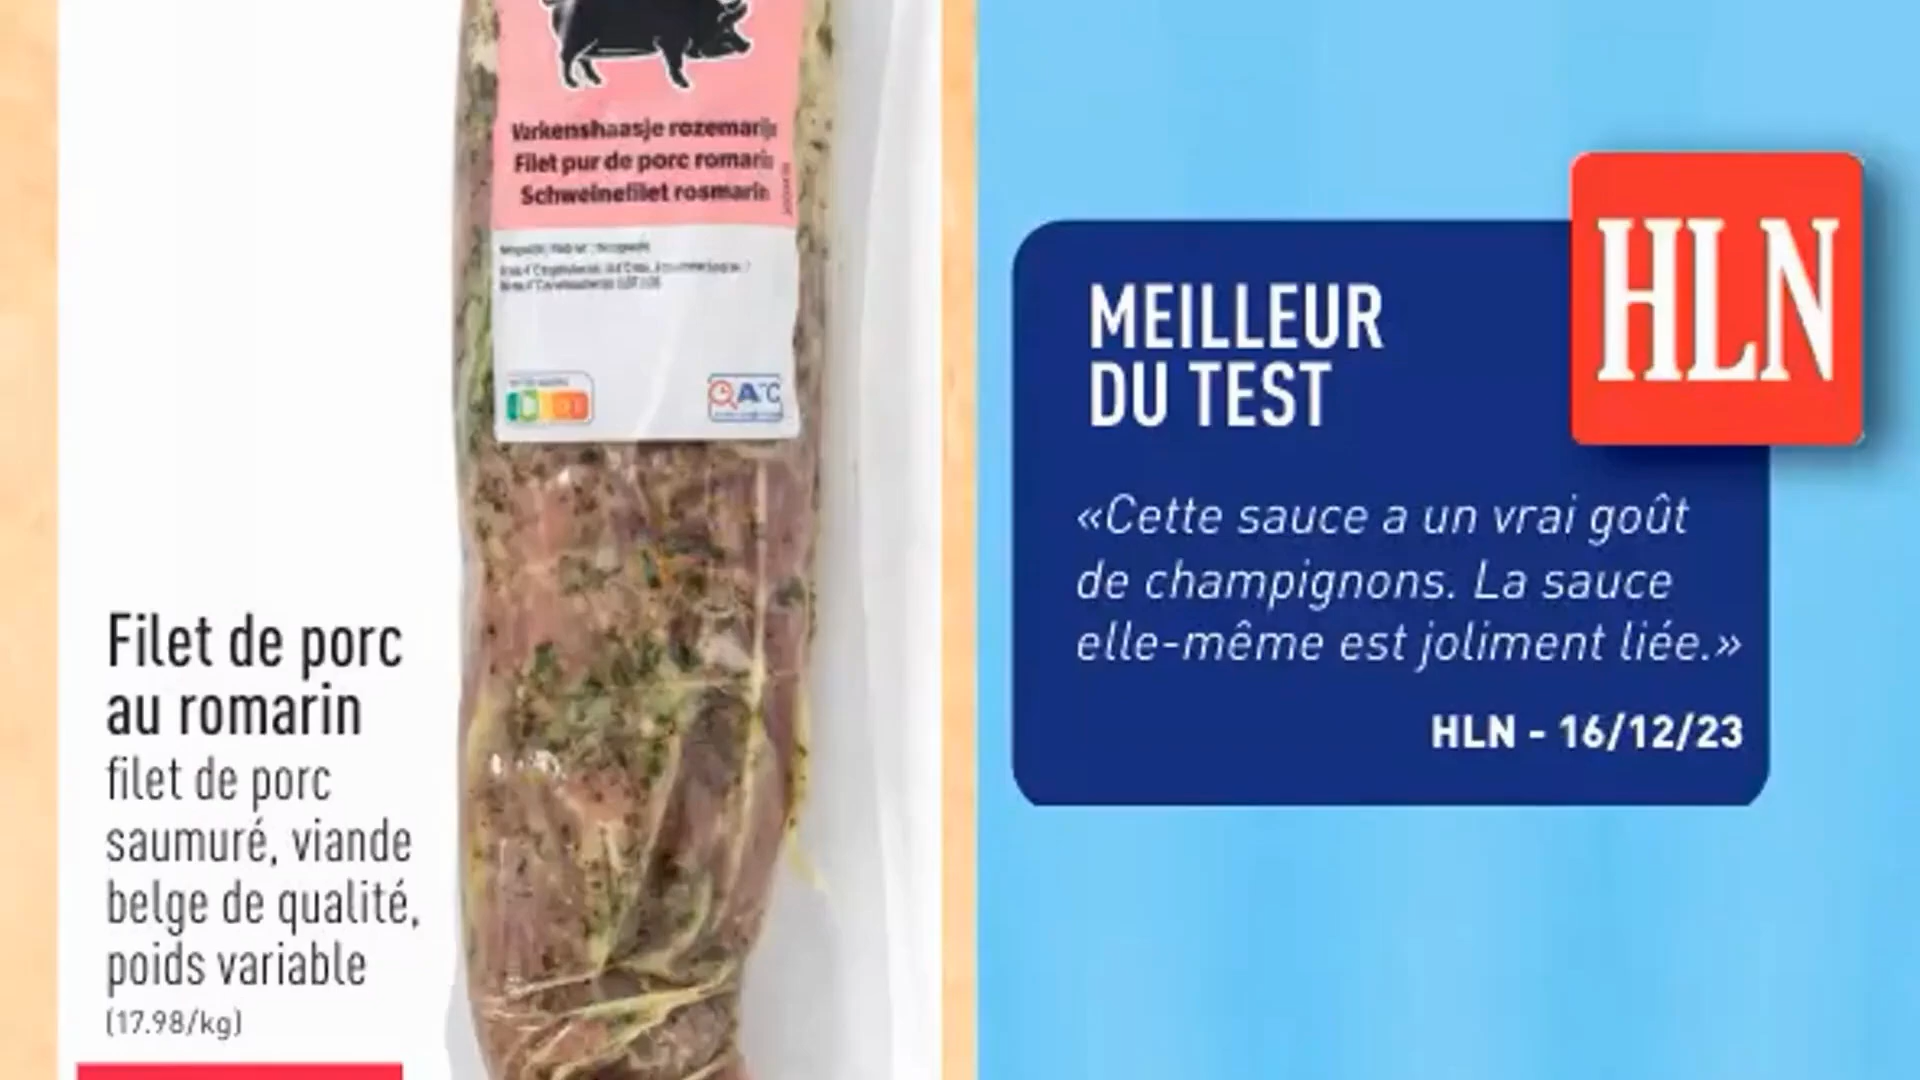 Varkenshaasje rozemarijn
Filet pur de porc romarin
Schweinefilet rosmarin
Filet de porc
au romarin
filet de porc
saumuré, viande
belge de qualité,
poids variable
(17.98/kg)
HLN
MEILLEUR
DU TEST
«Cette sauce a un vrai goût
de champignons. La sauce
elle-même est joliment liée.»
HLN - 16/12/23